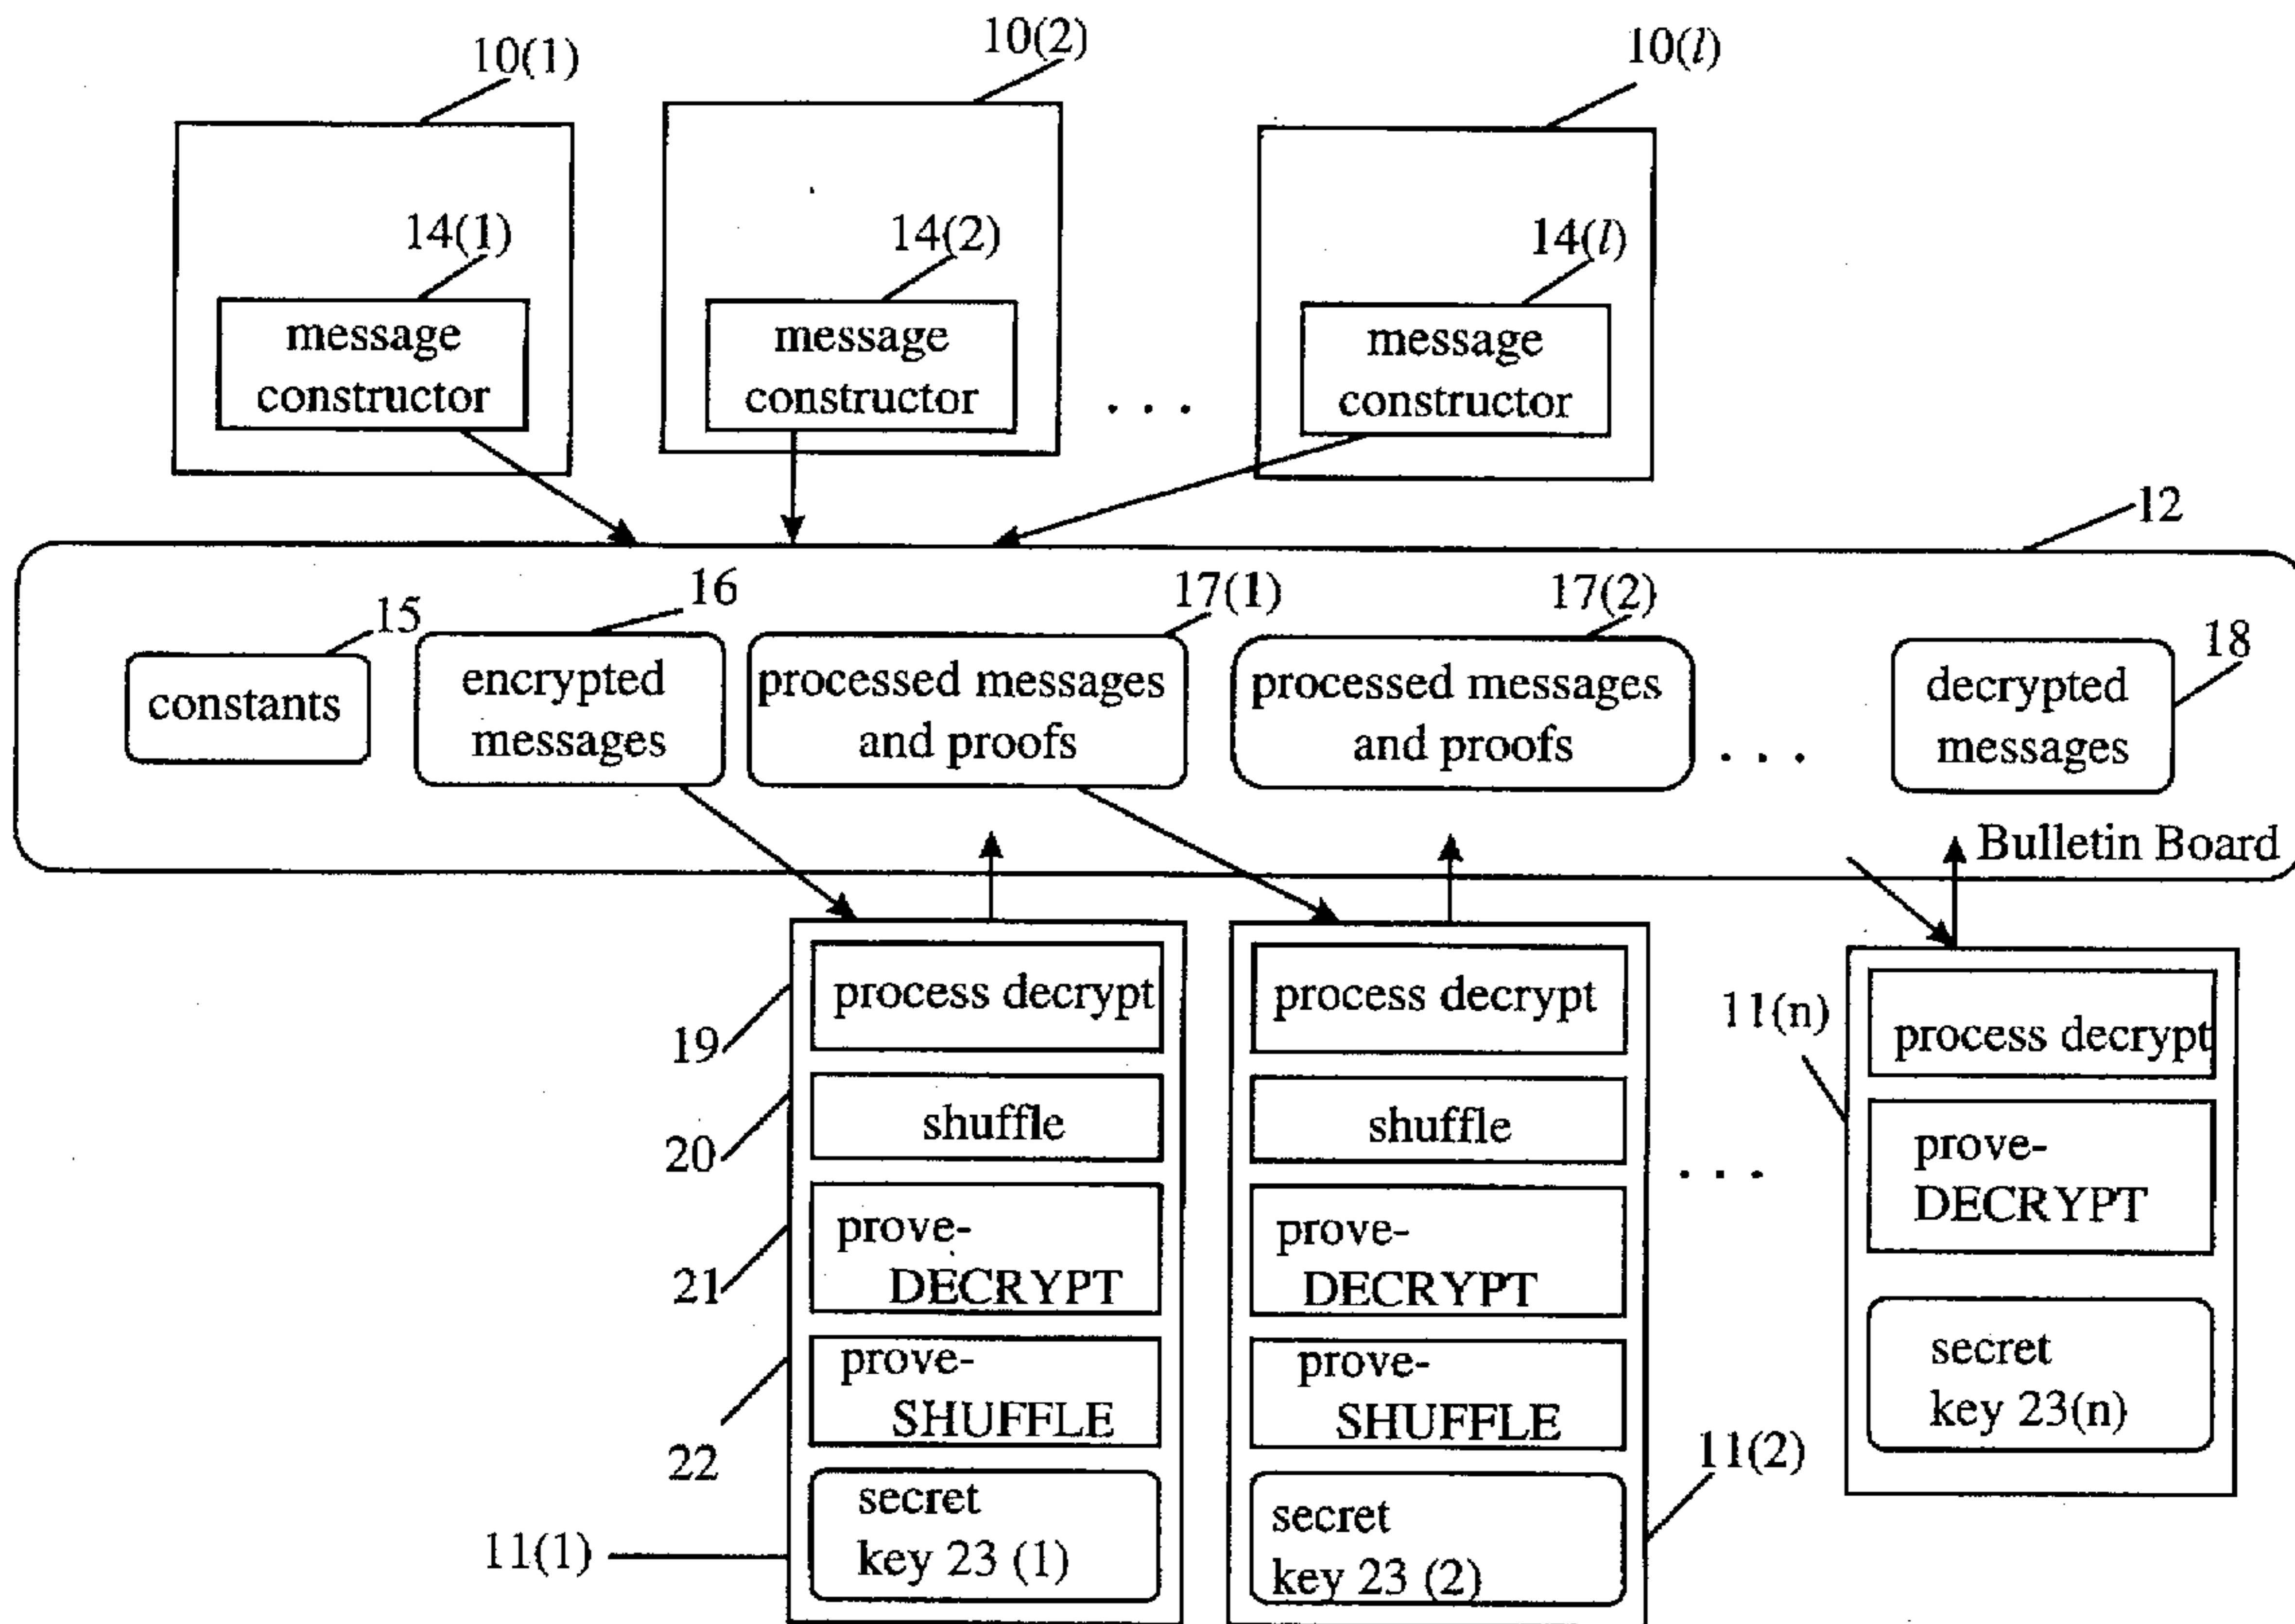 10(1)
10(2)
10(l)
14(1)
14(2)
14(l)
message
constructor
message
constructor
. . .
message
constructor
12
15
16
17(1)
17(2)
18
constants
encrypted
messages
processed messages
and proofs
processed messages
and proofs
. . .
decrypted
messages
Bulletin Board
process decrypt
19
shuffle
20
prove-
DECRYPT
21
prove-
SHUFFLE
22
secret
key 23 (1)
11(1)
process decrypt
shuffle
prove-
DECRYPT
prove-
SHUFFLE
secret
key 23 (2)
11(2)
. . .
11(n)
process decrypt
prove-
DECRYPT
secret
key 23(n)